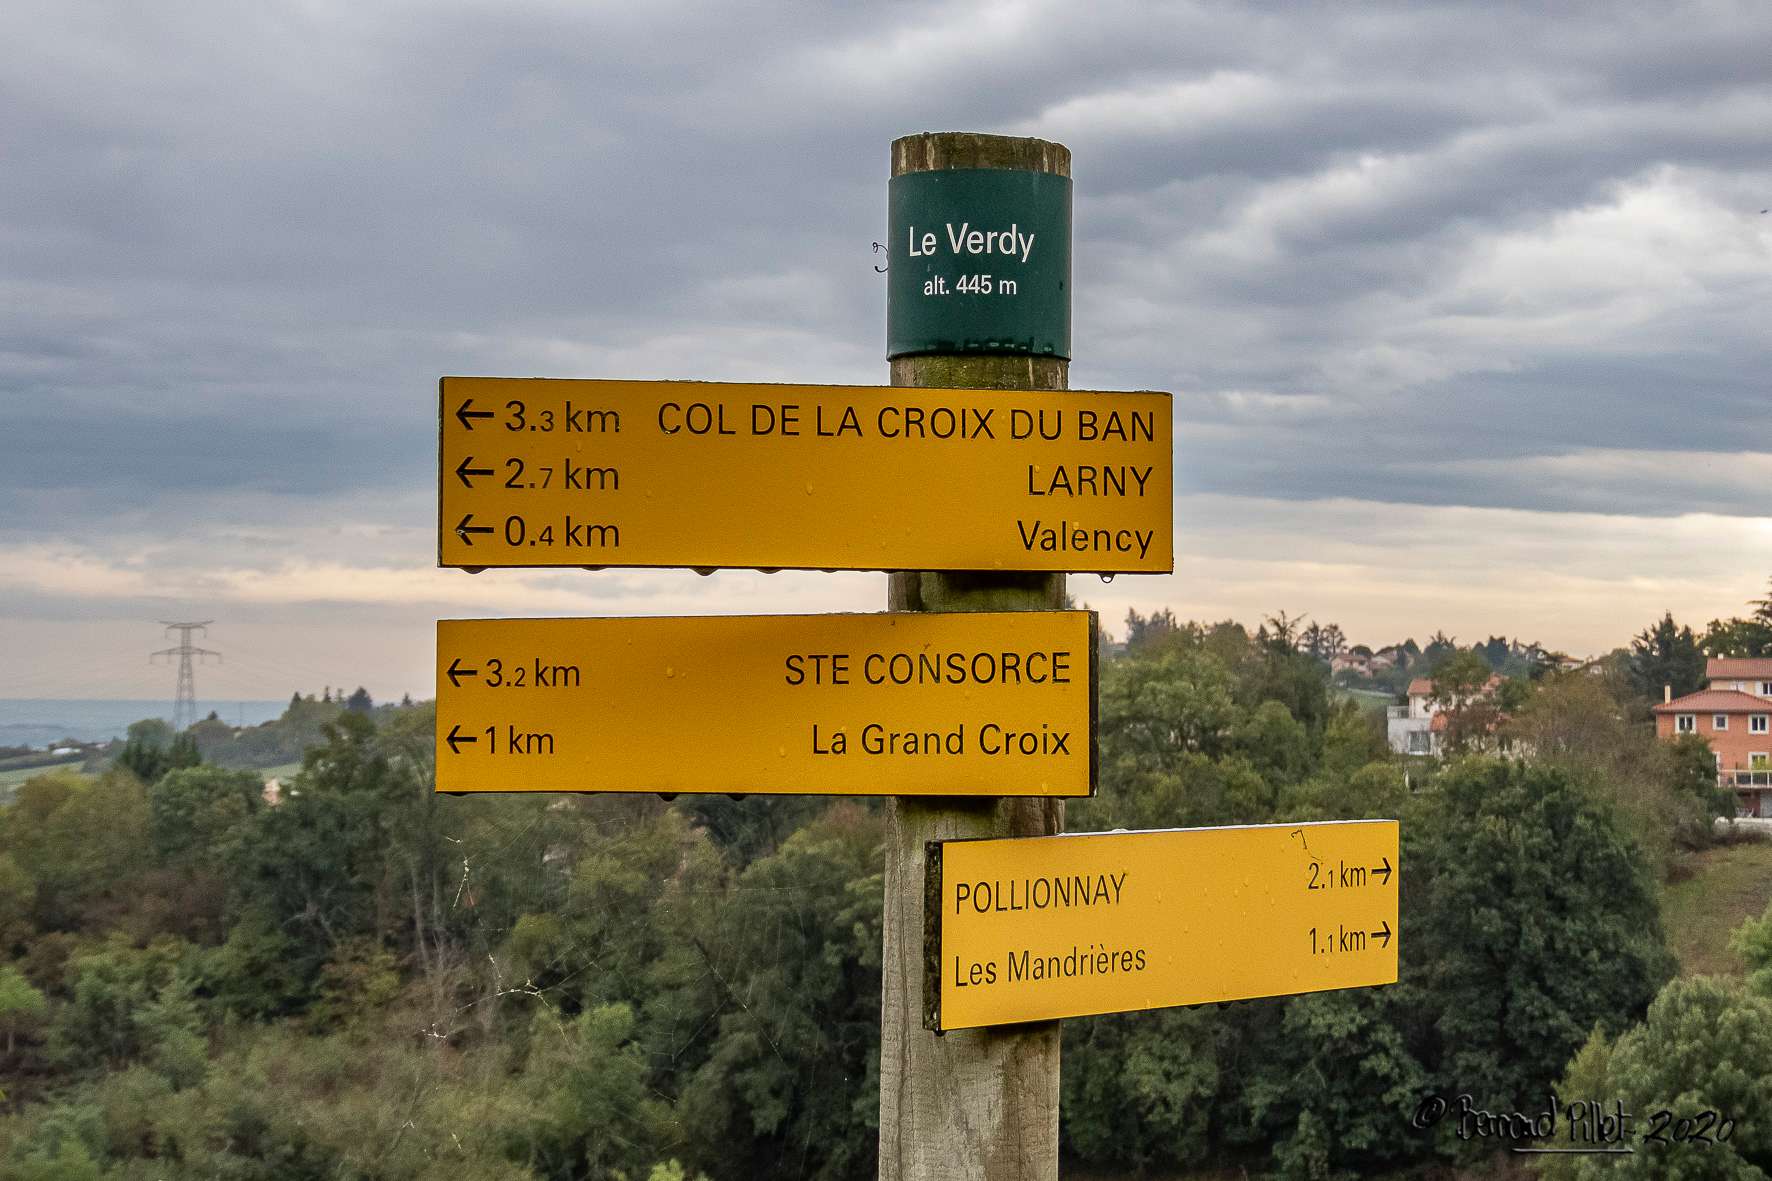 Le Verdy
alt. 445 m
← 3.3 km COL DE LA CROIX DU BAN
← 2.7 km LARNY
← 0.4 km Valency
← 3.2 km STE CONSORCE
← 1 km La Grand Croix
POLLIONNAY 2.1 km →
Les Mandrières 1.1 km →
© Bernard Pillet 2020